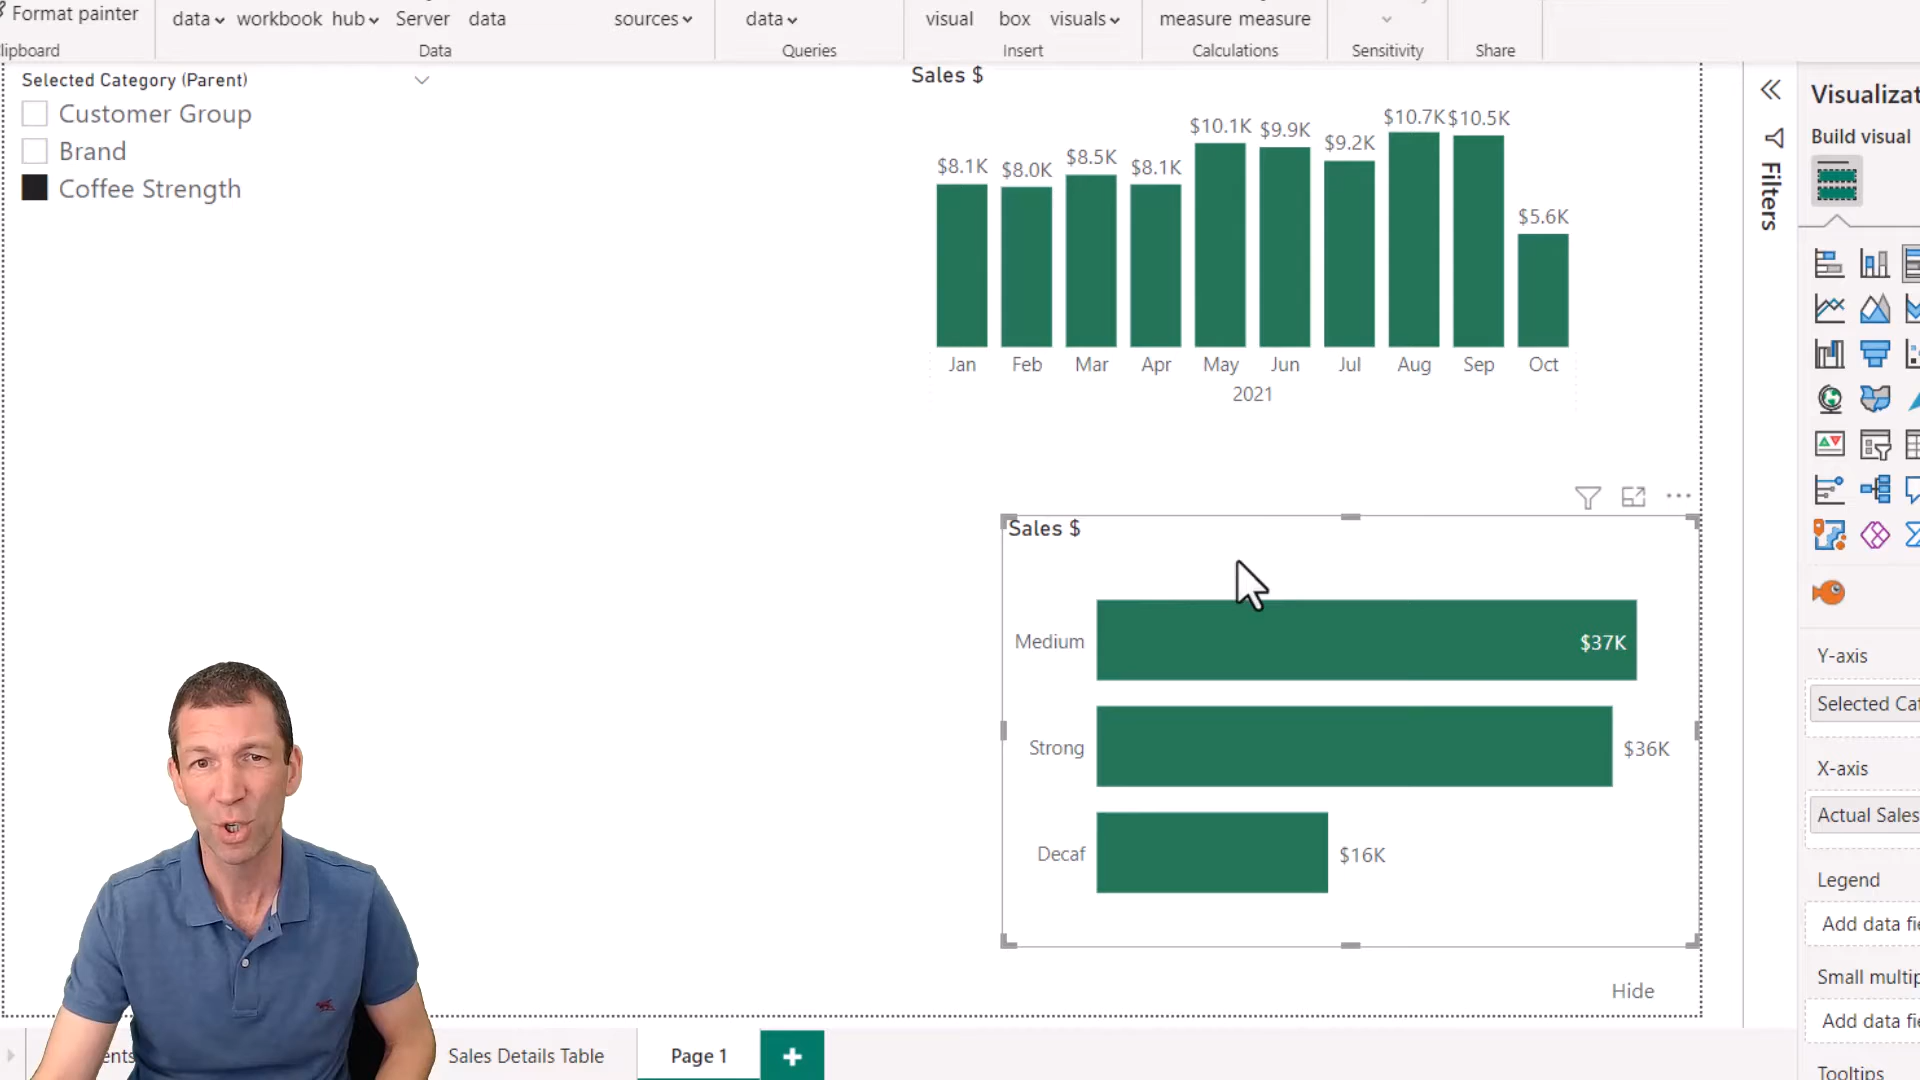 Format painter
data
workbook
hub
Server
data
sources
data
visual
box
visuals
measure
measure
lipboard
Data
Queries
Insert
Calculations
Sensitivity
Share
Selected Category (Parent)
Customer Group
Brand
Coffee Strength
Sales $
$8.1K
$8.0K
$8.5K
$8.1K
$10.1K
$9.9K
$9.2K
$10.7K
$10.5K
$5.6K
Jan
Feb
Mar
Apr
May
Jun
Jul
Aug
Sep
Oct
2021
Sales $
Medium
$37K
Strong
$36K
Decaf
$16K
Hide
Filters
Visualizat
Build visual
Y-axis
Selected Cat
X-axis
Actual Sales
Legend
Add data fie
Small multip
Add data fie
Tooltips
ents
Sales Details Table
Page 1